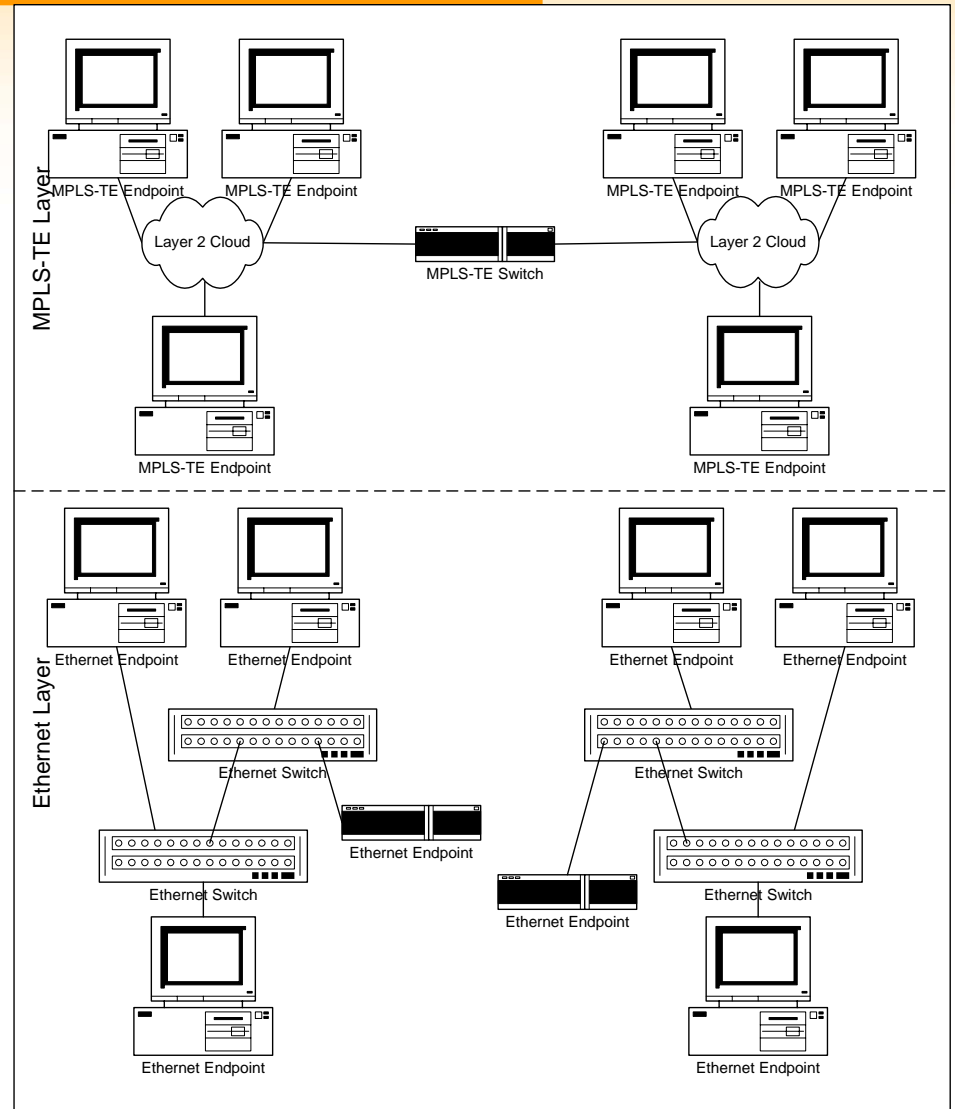 MPLS-TE Layer
MPLS-TE Endpoint
MPLS-TE Endpoint
MPLS-TE Endpoint
MPLS-TE Endpoint
Layer 2 Cloud
Layer 2 Cloud
MPLS-TE Switch
MPLS-TE Endpoint
MPLS-TE Endpoint
Ethernet Layer
Ethernet Endpoint
Ethernet Endpoint
Ethernet Endpoint
Ethernet Endpoint
Ethernet Switch
Ethernet Switch
Ethernet Endpoint
Ethernet Switch
Ethernet Switch
Ethernet Endpoint
Ethernet Endpoint
Ethernet Endpoint